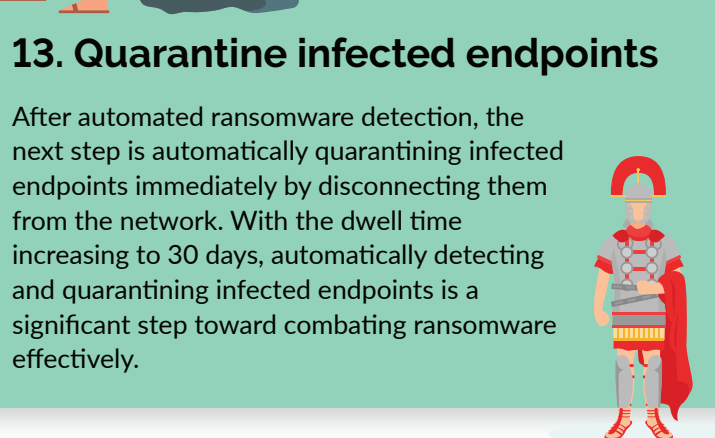 13. Quarantine infected endpoints
After automated ransomware detection, the
next step is automatically quarantining infected
endpoints immediately by disconnecting them
from the network. With the dwell time
increasing to 30 days, automatically detecting
and quarantining infected endpoints is a
significant step toward combating ransomware
effectively.